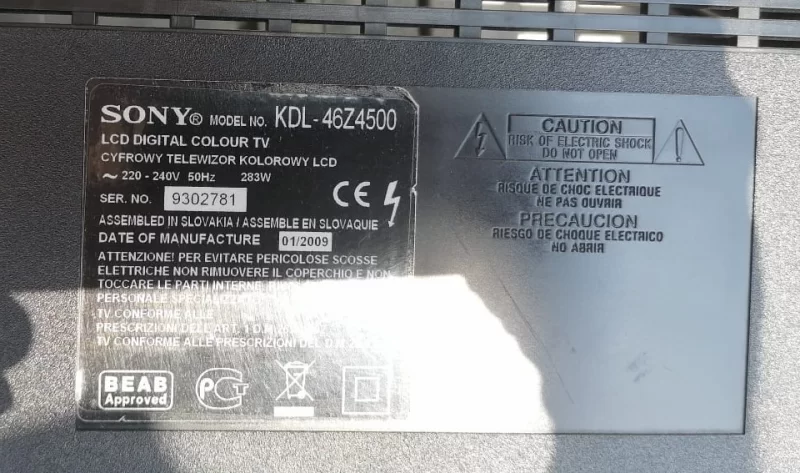 SONY® MODEL NO. KDL-46Z4500
LCD DIGITAL COLOUR TV
CYFROWY TELEWIZOR KOLOROWY LCD
~ 220 - 240V 50Hz 283W
SER. NO. 9302781
CE
ASSEMBLED IN SLOVAKIA / ASSEMBLE EN SLOVAQUIE
DATE OF MANUFACTURE 01/2009
ATTENZIONE! PER EVITARE PERICOLOSE SCOSSE
ELETTRICHE NON RIMUOVERE IL COPERCHIO E NON
TOCCARE LE PARTI INTERNE.
PERSONALE
TV CONFORME ALLE
PRESCRIZIONI DELL'ART. 1 D.M.
TV CONFORME ALLE PRESCRIZIONI DEL D.M.
BEAB
Approved
CAUTION
RISK OF ELECTRIC SHOCK
DO NOT OPEN
ATTENTION
RISQUE DE CHOC ELECTRIQUE
NE PAS OUVRIR
PRECAUCION
RIESGO DE CHOQUE ELECTRICO
NO ABRIR